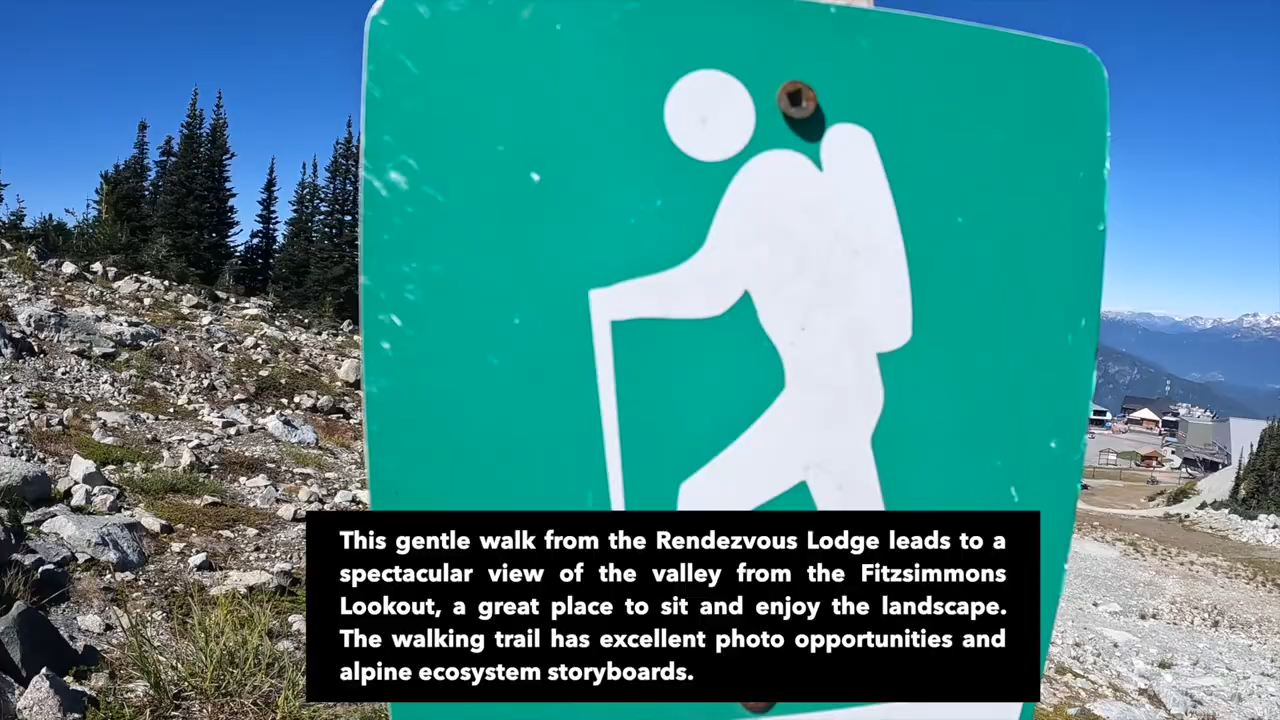 This gentle walk from the Rendezvous Lodge leads to a
spectacular view of the valley from the Fitzsimmons
Lookout, a great place to sit and enjoy the landscape.
The walking trail has excellent photo opportunities and
alpine ecosystem storyboards.